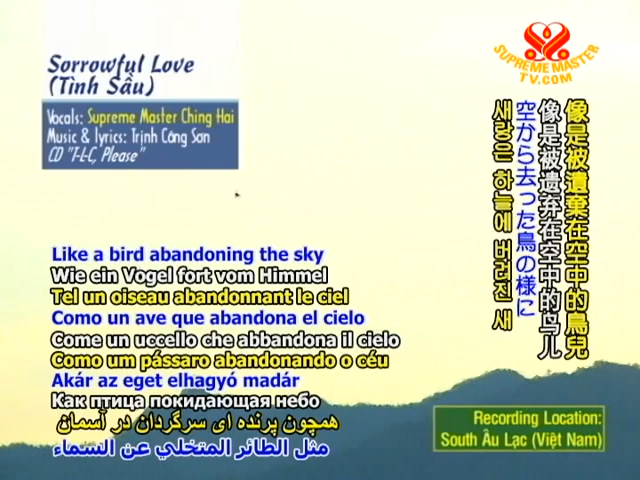 Sorrowful Love
(Tình Sầu)
Vocals: Supreme Master Ching Hai
Music & lyrics: Trịnh Công Sơn
CD "T-L-C, Please"
SUPREME MASTER
TV.COM
像是被遺棄在空中的鳥兒
像是被遗弃在空中的鸟儿
空から去った鳥の様に
새랑은 하늘에 버려진 새
Like a bird abandoning the sky
Wie ein Vogel fort vom Himmel
Tel un oiseau abandonnant le ciel
Como un ave que abandona el cielo
Come un uccello che abbandona il cielo
Como um pássaro abandonando o céu
Akár az eget elhagyó madár
Как птица покидающая небо
همچون پرنده ای سرگردان در آسمان
مثل الطائر المتخلي عن السماء
Recording Location:
South Âu Lạc (Việt Nam)